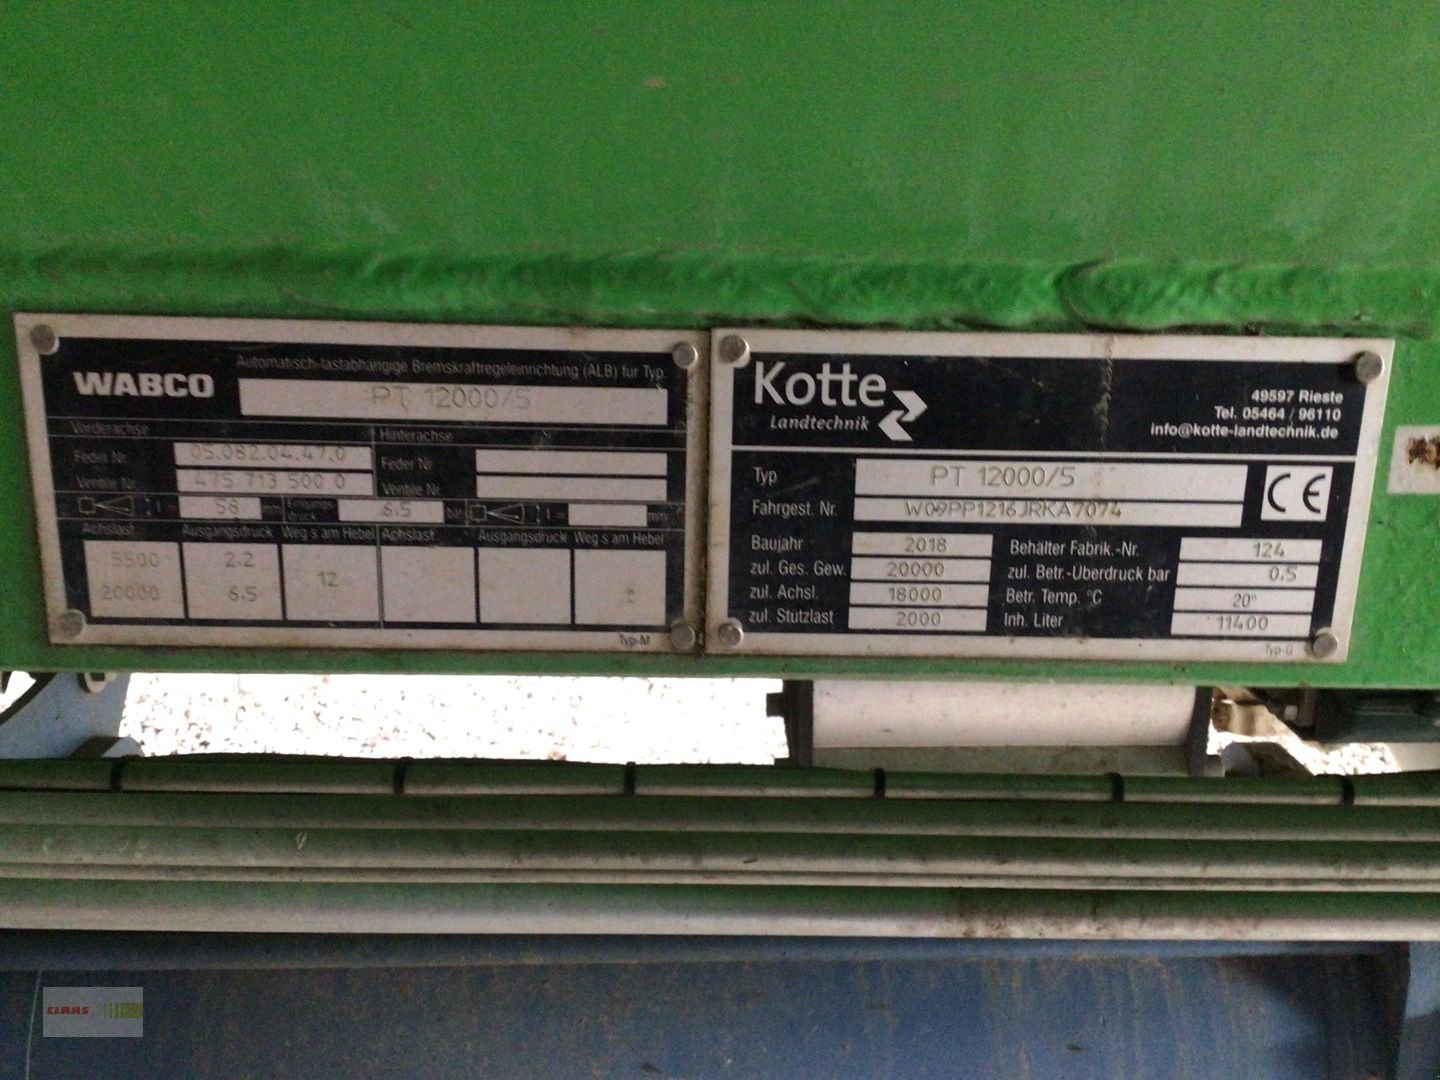 WABCO
Automatisch-lastabhängige Bremskraftregeleinrichtung (ALB) für Typ.
PT 12000/S
Vorderachse
Hinterachse
Feder Nr. 05.082.04.47.0
Feder Nr.
Ventile Nr. 475 713 500 0
Ventile Nr.
l = 58 mm Eingangsdruck 6.5 bar
l = mm
Achslast Ausgangsdruck Weg s am Hebel Achslast Ausgangsdruck Weg s am Hebel
5500 2.2
12
20000 6.5
Typ-M
Kotte
Landtechnik
49597 Rieste
Tel. 05464 / 96110
info@kotte-landtechnik.de
Typ PT 12000/S
CE
Fahrgest. Nr. W09PP1216JRKA7074
Baujahr 2018 Behälter Fabrik.-Nr. 124
zul. Ges. Gew. 20000 zul. Betr.-Überdruck bar 0.5
zul. Achsl. 18000 Betr. Temp. °C 20°
zul. Stützlast 2000 Inh. Liter 11400
Typ-G
CLAAS